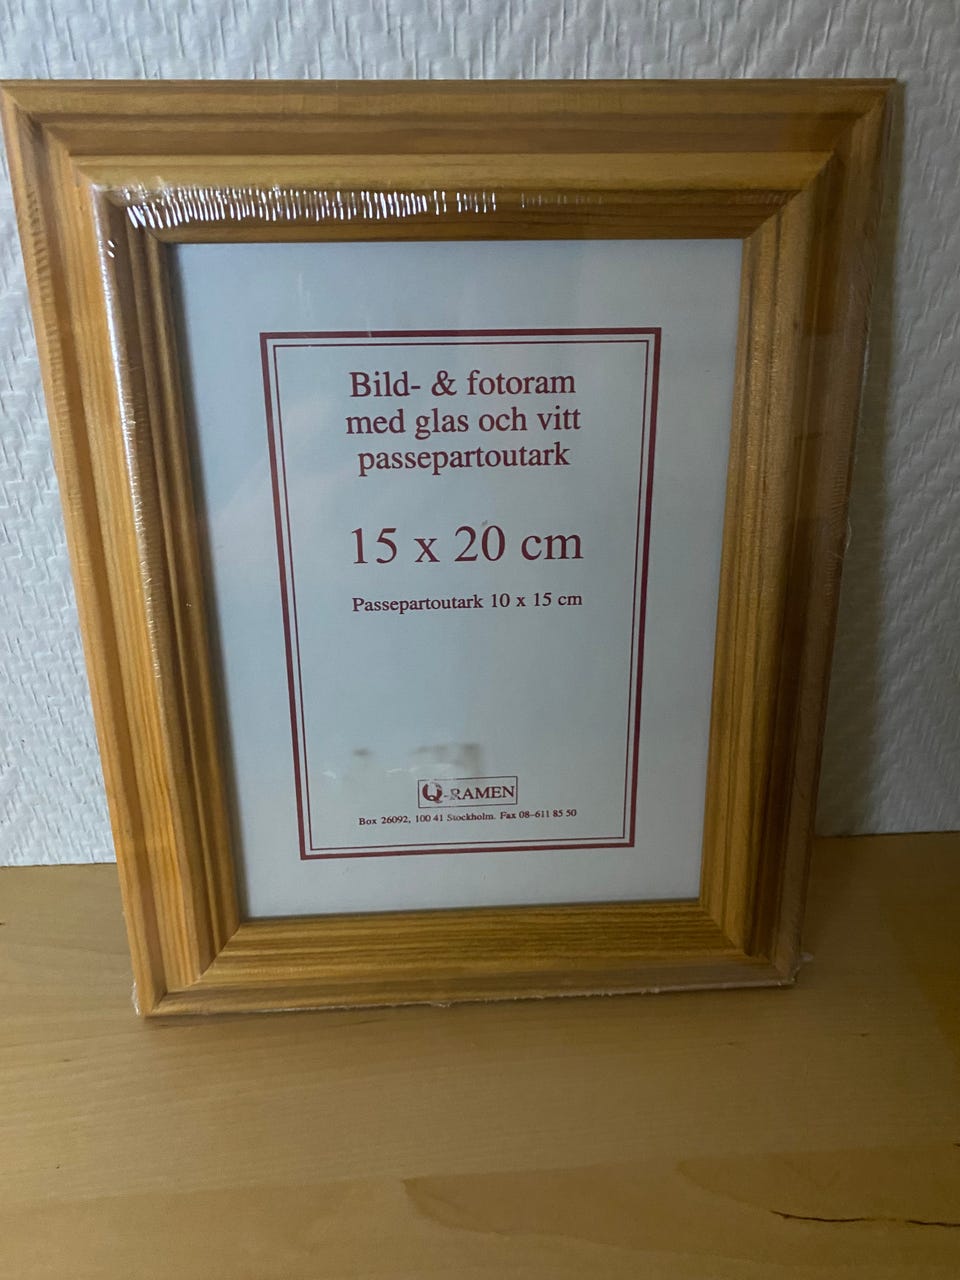 Bild- & fotoram
med glas och vitt
passepartoutark
15 x 20 cm
Passepartoutark 10 x 15 cm
Q-RAMEN
Box 26092, 100 41 Stockholm. Fax 08–611 85 50